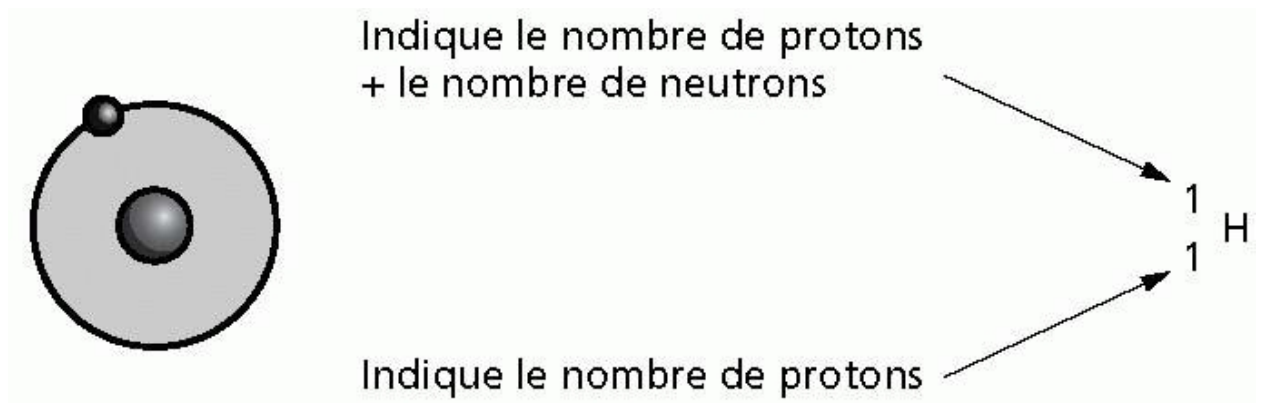 Indique le nombre de protons
+ le nombre de neutrons
1
H
1
Indique le nombre de protons